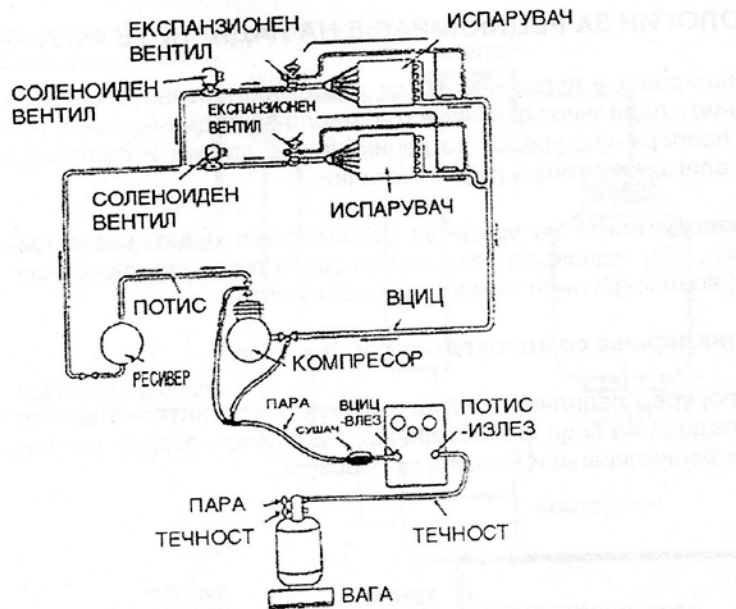 ЕКСПАНЗИОНЕН
ВЕНТИЛ
ИСПАРУВАЧ
СОЛЕНОИДЕН
ВЕНТИЛ
ЕКСПАНЗИОНЕН
ВЕНТИЛ
СОЛЕНОИДЕН
ВЕНТИЛ
ИСПАРУВАЧ
ПОТИС
ВЦИЦ
РЕСИВЕР
КОМПРЕСОР
ПАРА
СУШАЧ
ВЦИЦ
-ВЛЕЗ
ПОТИС
-ИЗЛЕЗ
ПАРА
ТЕЧНОСТ
ТЕЧНОСТ
ВАГА